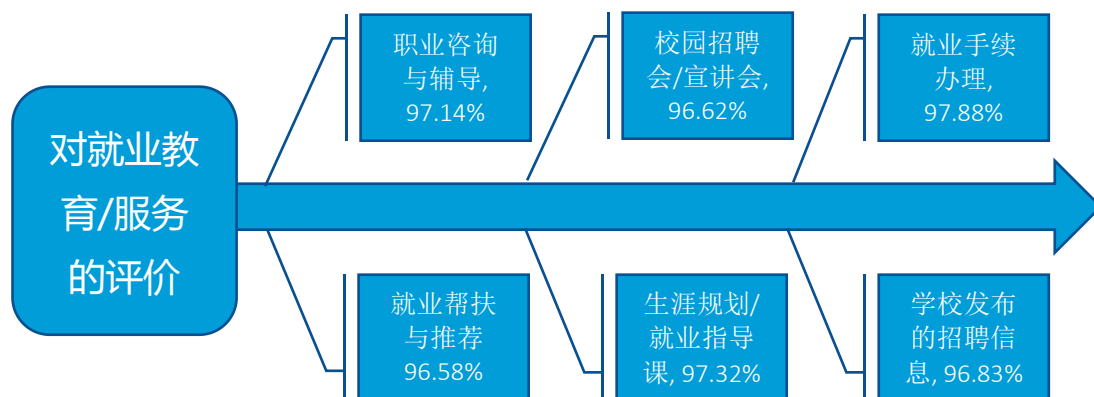 对就业教
育/服务
的评价
职业咨询
与辅导,
97.14%
校园招聘
会/宣讲会,
96.62%
就业手续
办理,
97.88%
就业帮扶
与推荐
96.58%
生涯规划/
就业指导
课, 97.32%
学校发布
的招聘信
息, 96.83%